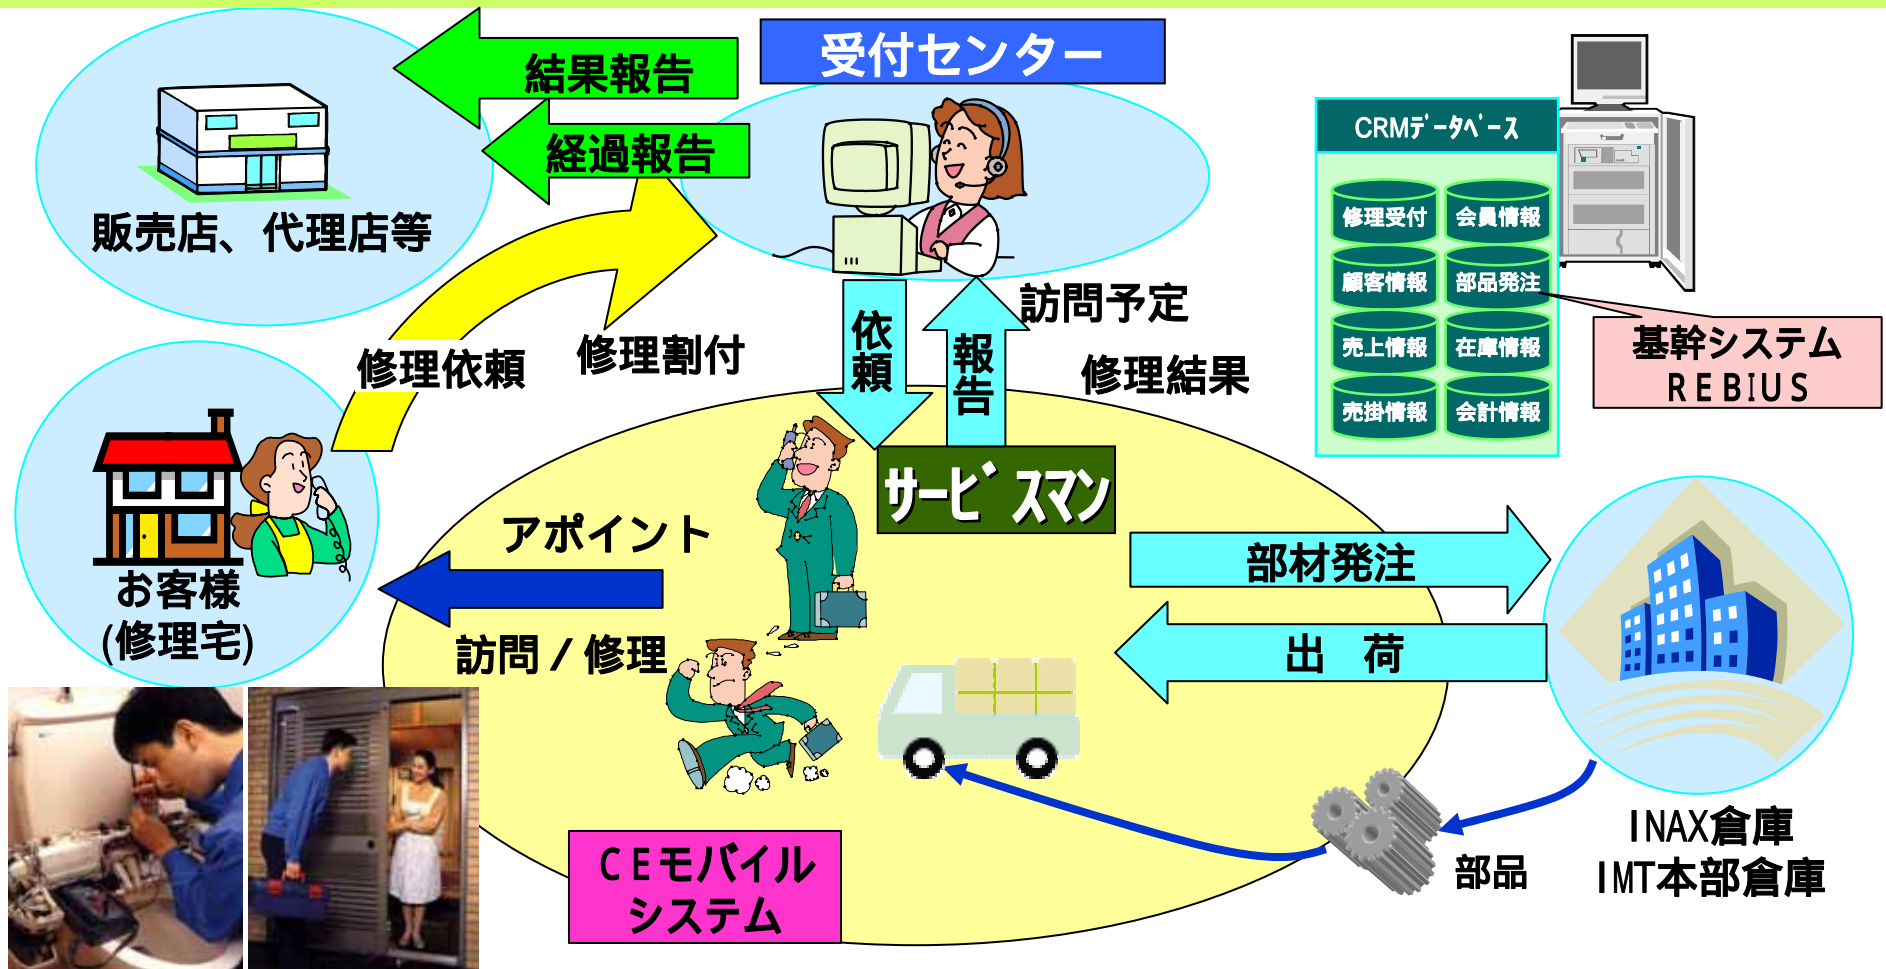 受付センター
結果報告
経過報告
販売店、代理店等
CRMデータベース
修理受付
会員情報
顧客情報
部品発注
売上情報
在庫情報
売掛情報
会計情報
基幹システム
REBIUS
修理依頼
修理割付
依頼
報告
訪問予定
修理結果
サービスマン
お客様
(修理宅)
アポイント
訪問/修理
部材発注
出 荷
CEモバイル
システム
部品
INAX倉庫
IMT本部倉庫